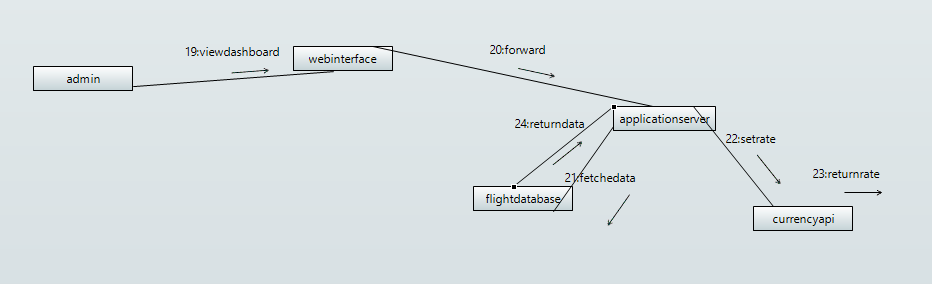 19:viewdashboard
20:forward
webinterface
admin
24:returndata
applicationserver
22:setrate
21:fetchedata
23:returnrate
flightdatabase
currencyapi